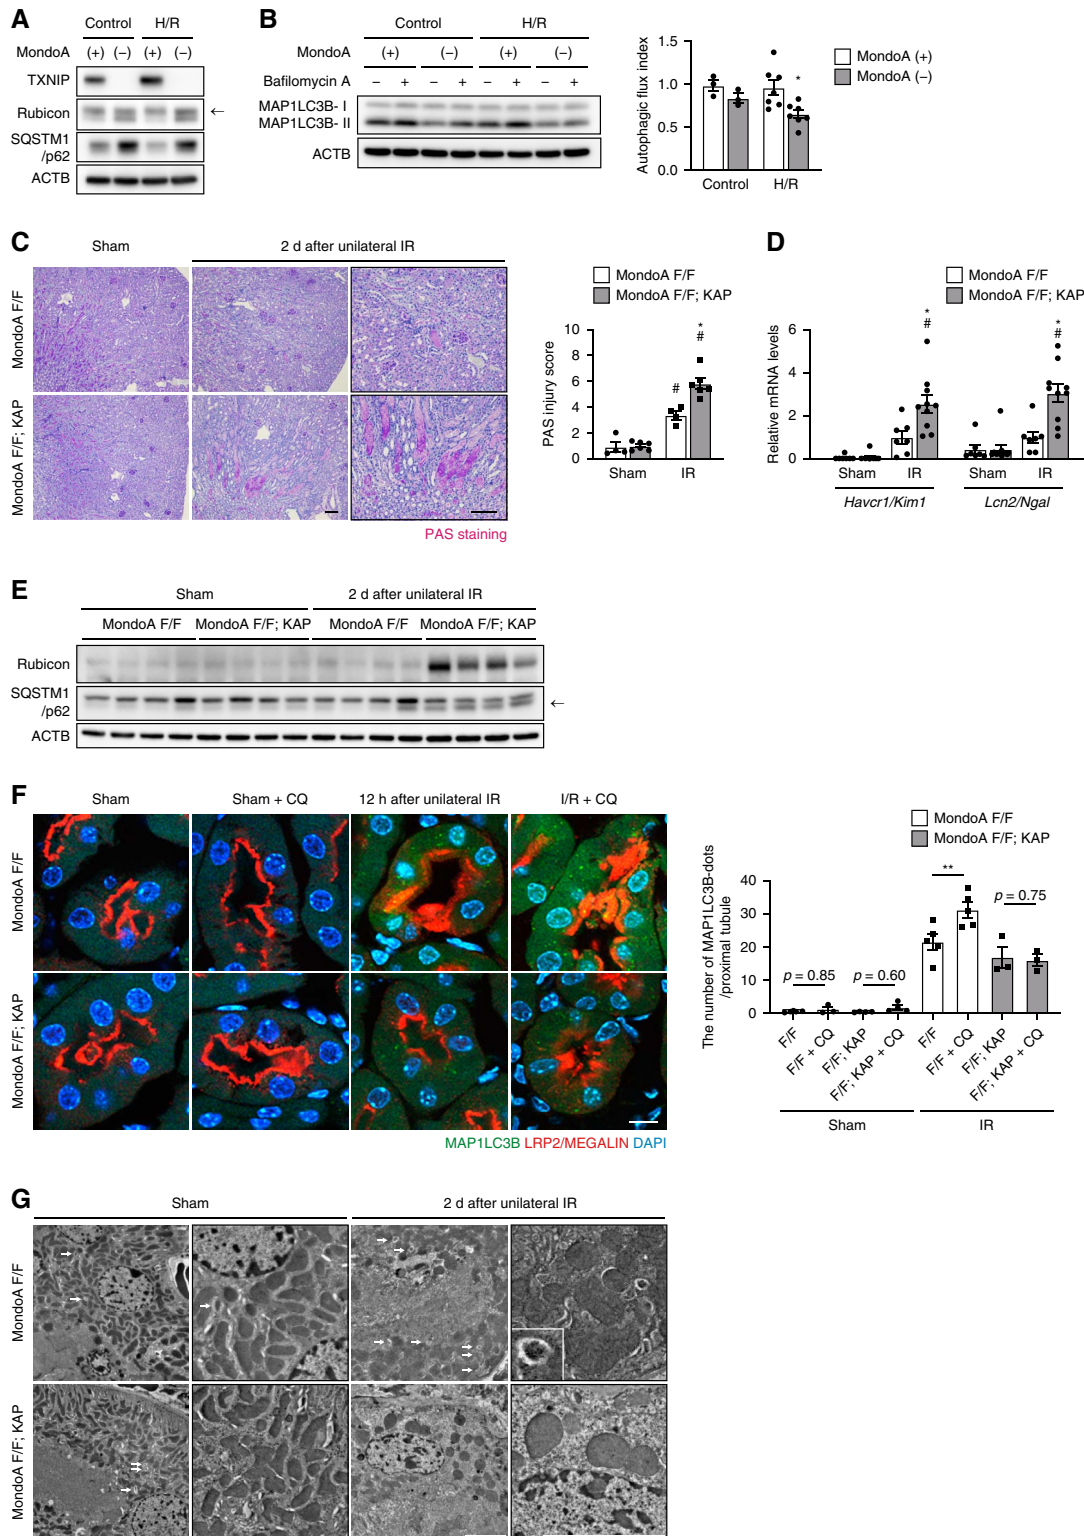 A
Control H/R
MondoA (+) (−) (+) (−)
TXNIP
Rubicon ←
SQSTM1
/p62
ACTB
B
Control H/R
MondoA (+) (−) (+) (−)
Bafilomycin A − + − + − + − +
MAP1LC3B- I
MAP1LC3B- II
ACTB
Autophagic flux index
1.5
1.0
0.5
0.0
*
Control H/R
MondoA (+)
MondoA (−)
C
Sham 2 d after unilateral IR
MondoA F/F
MondoA F/F; KAP
PAS staining
MondoA F/F
MondoA F/F; KAP
PAS injury score
10
8
6
4
2
0
#
*
#
Sham IR
D
MondoA F/F
MondoA F/F; KAP
Relative mRNA levels
6
4
2
0
*
#
*
#
Sham IR Sham IR
Havcr1/Kim1 Lcn2/Ngal
E
Sham 2 d after unilateral IR
MondoA F/F MondoA F/F; KAP MondoA F/F MondoA F/F; KAP
Rubicon
SQSTM1
/p62 ←
ACTB
F
Sham Sham + CQ 12 h after unilateral IR I/R + CQ
MondoA F/F
MondoA F/F; KAP
MAP1LC3B LRP2/MEGALIN DAPI
MondoA F/F
MondoA F/F; KAP
The number of MAP1LC3B-dots
/proximal tubule
40
30
20
10
0
p = 0.85
p = 0.60
**
p = 0.75
F/F
F/F + CQ
F/F; KAP
F/F; KAP + CQ
F/F
F/F + CQ
F/F; KAP
F/F; KAP + CQ
Sham IR
G
Sham 2 d after unilateral IR
MondoA F/F
MondoA F/F; KAP